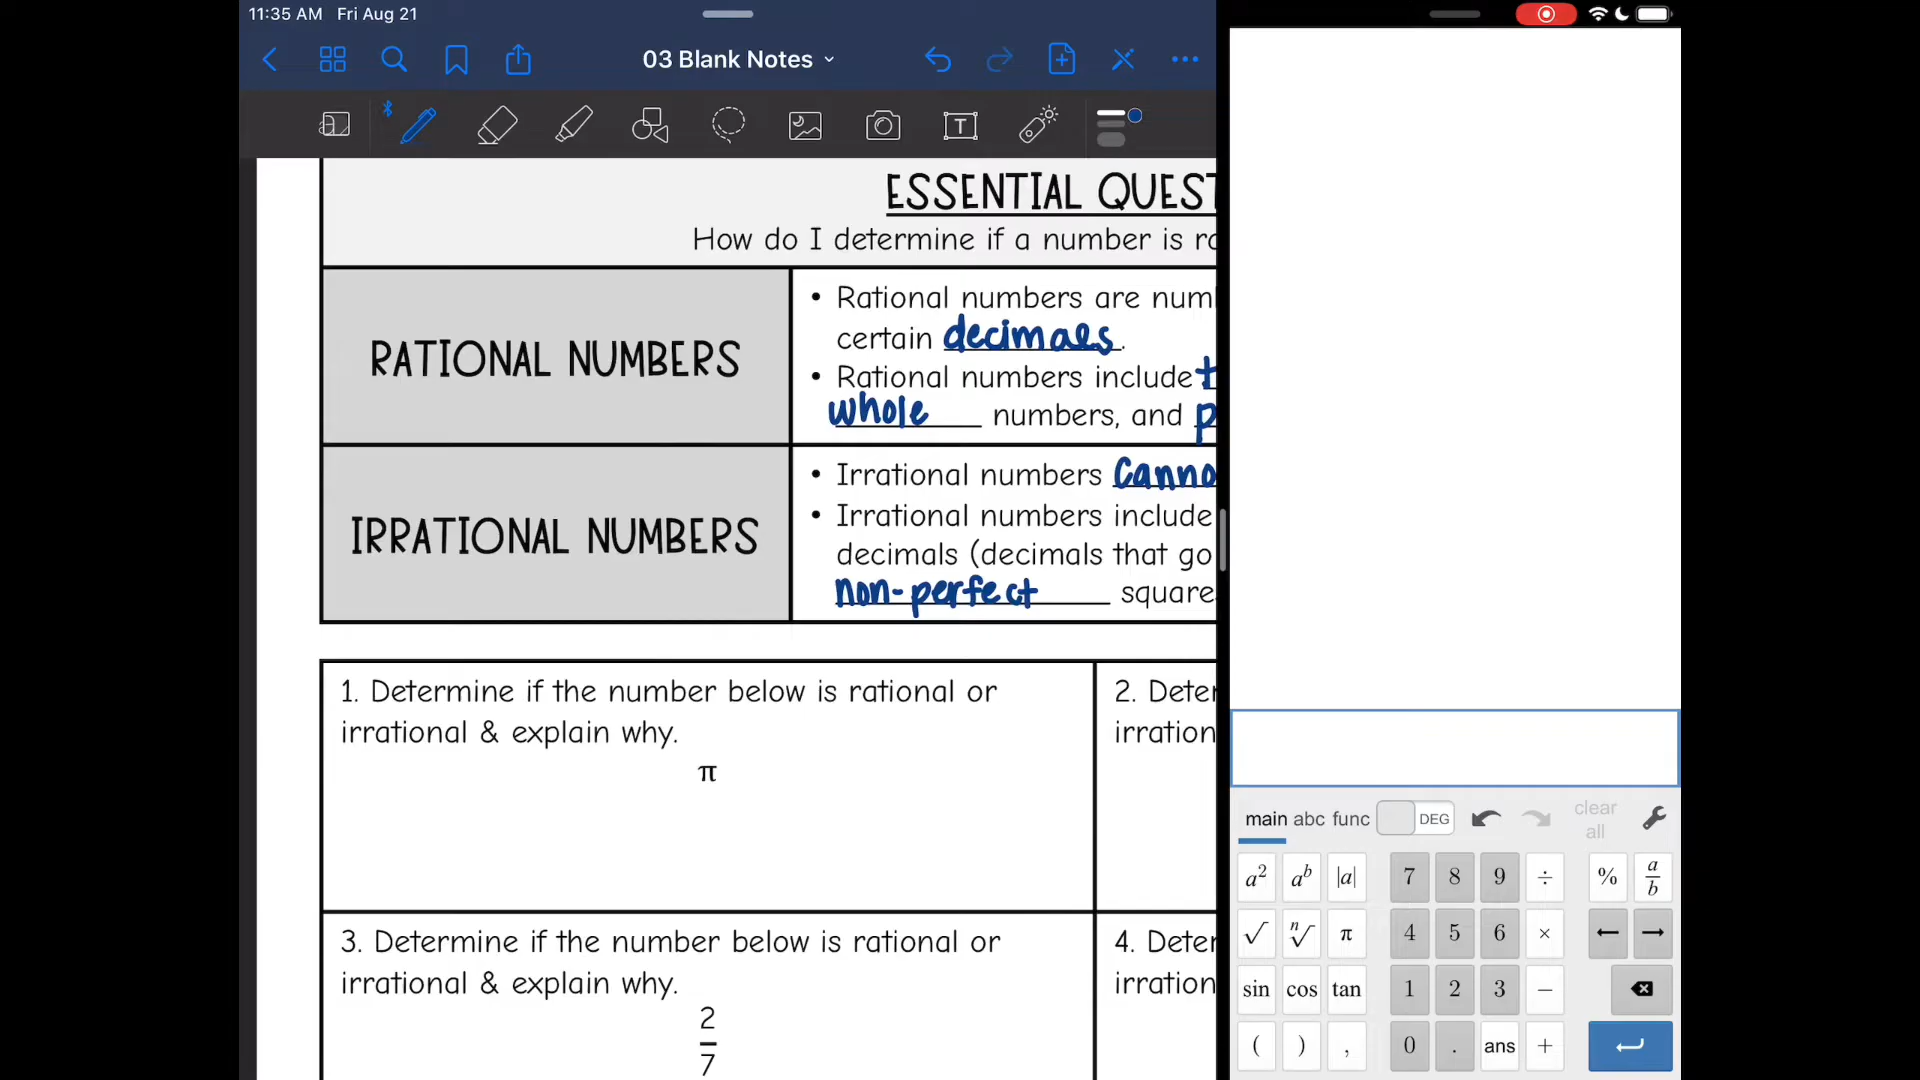 11:35 AM Fri Aug 21
03 Blank Notes
ESSENTIAL QUEST
How do I determine if a number is ra
RATIONAL NUMBERS
• Rational numbers are num
certain decimals.
• Rational numbers include t
whole numbers, and p
IRRATIONAL NUMBERS
• Irrational numbers Canno
• Irrational numbers include
decimals (decimals that go
non-perfect square
1. Determine if the number below is rational or
irrational & explain why.
π
2. Deter
irration
3. Determine if the number below is rational or
irrational & explain why.
2
7
4. Deter
irration
main abc func DEG clear
all
a² aᵇ |a| 7 8 9 ÷ % a/b
√ ⁿ√ π 4 5 6 × ← →
sin cos tan 1 2 3 −
( ) , 0 . ans +